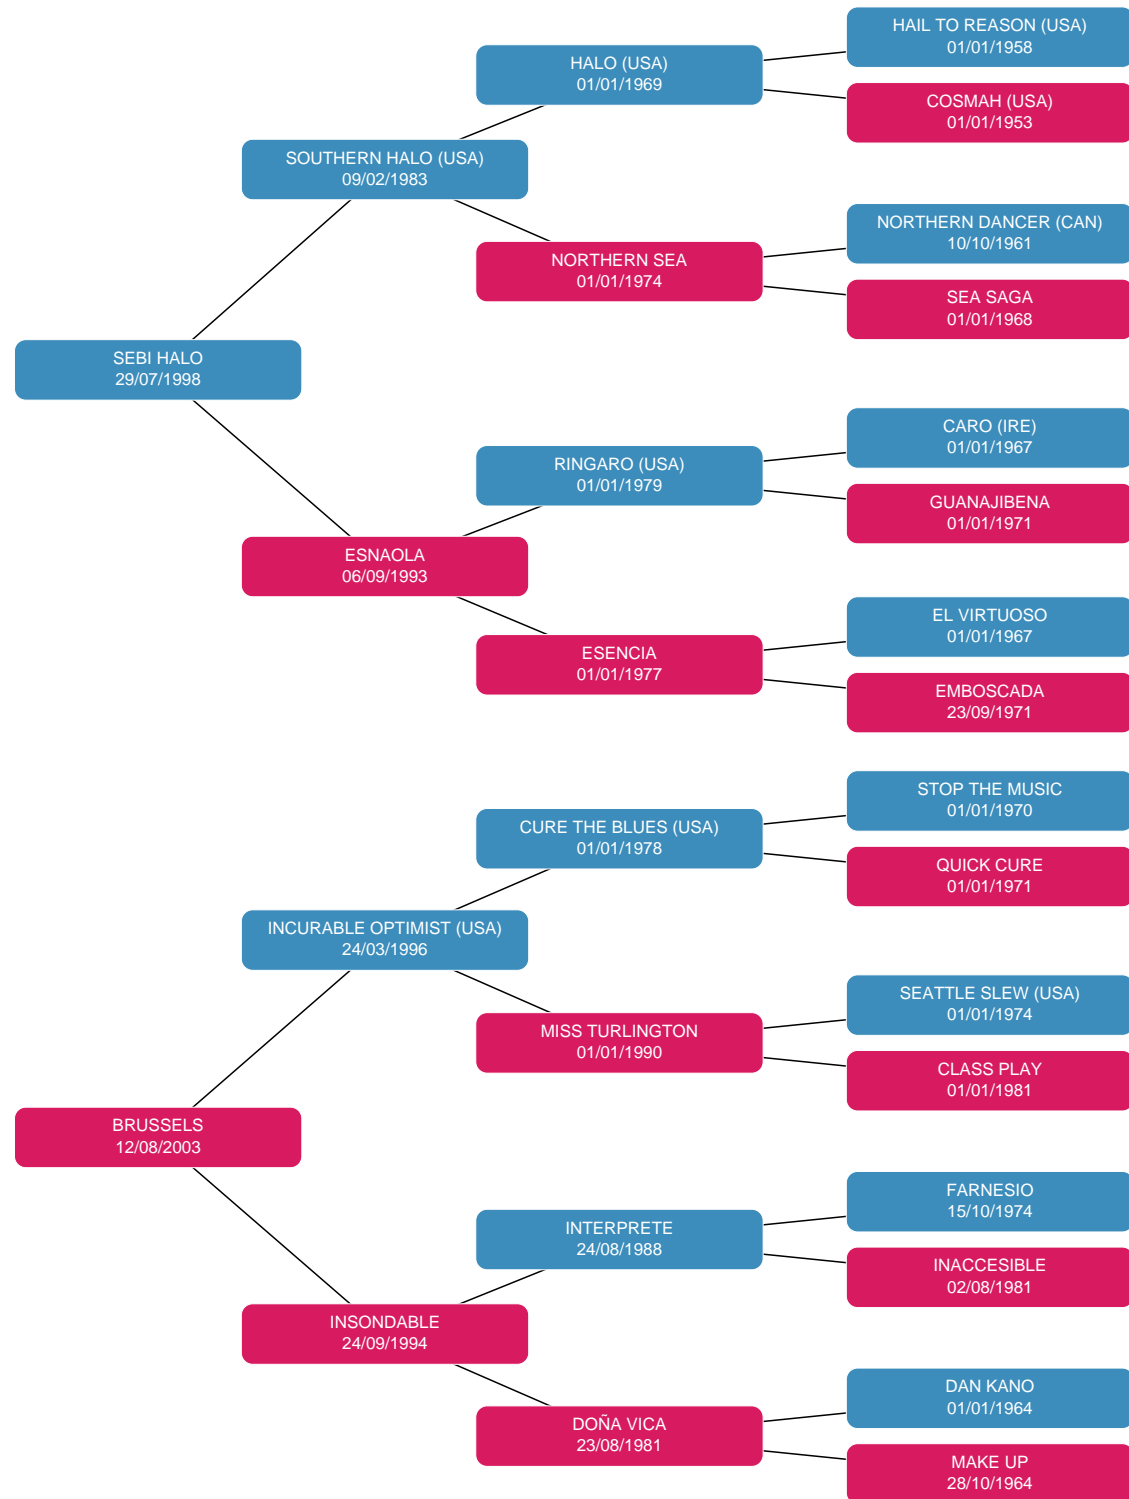 HAIL TO REASON (USA)
01/01/1958
HALO (USA)
01/01/1969
COSMAH (USA)
01/01/1953
SOUTHERN HALO (USA)
09/02/1983
NORTHERN DANCER (CAN)
10/10/1961
NORTHERN SEA
01/01/1974
SEA SAGA
01/01/1968
SEBI HALO
29/07/1998
CARO (IRE)
01/01/1967
RINGARO (USA)
01/01/1979
GUANAJIBENA
01/01/1971
ESNAOLA
06/09/1993
EL VIRTUOSO
01/01/1967
ESENCIA
01/01/1977
EMBOSCADA
23/09/1971
STOP THE MUSIC
01/01/1970
CURE THE BLUES (USA)
01/01/1978
QUICK CURE
01/01/1971
INCURABLE OPTIMIST (USA)
24/03/1996
SEATTLE SLEW (USA)
01/01/1974
MISS TURLINGTON
01/01/1990
CLASS PLAY
01/01/1981
BRUSSELS
12/08/2003
FARNESIO
15/10/1974
INTERPRETE
24/08/1988
INACCESIBLE
02/08/1981
INSONDABLE
24/09/1994
DAN KANO
01/01/1964
DOÑA VICA
23/08/1981
MAKE UP
28/10/1964